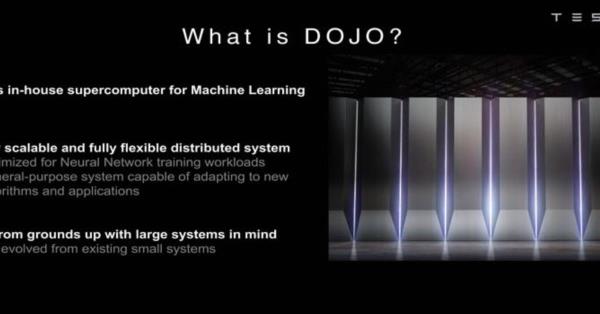 TES
What is DOJO?
s in-house supercomputer for Machine Learning
scalable and fully flexible distributed system
imized for Neural Network training workloads
neral-purpose system capable of adapting to new
orithms and applications
rom grounds up with large systems in mind
evolved from existing small systems